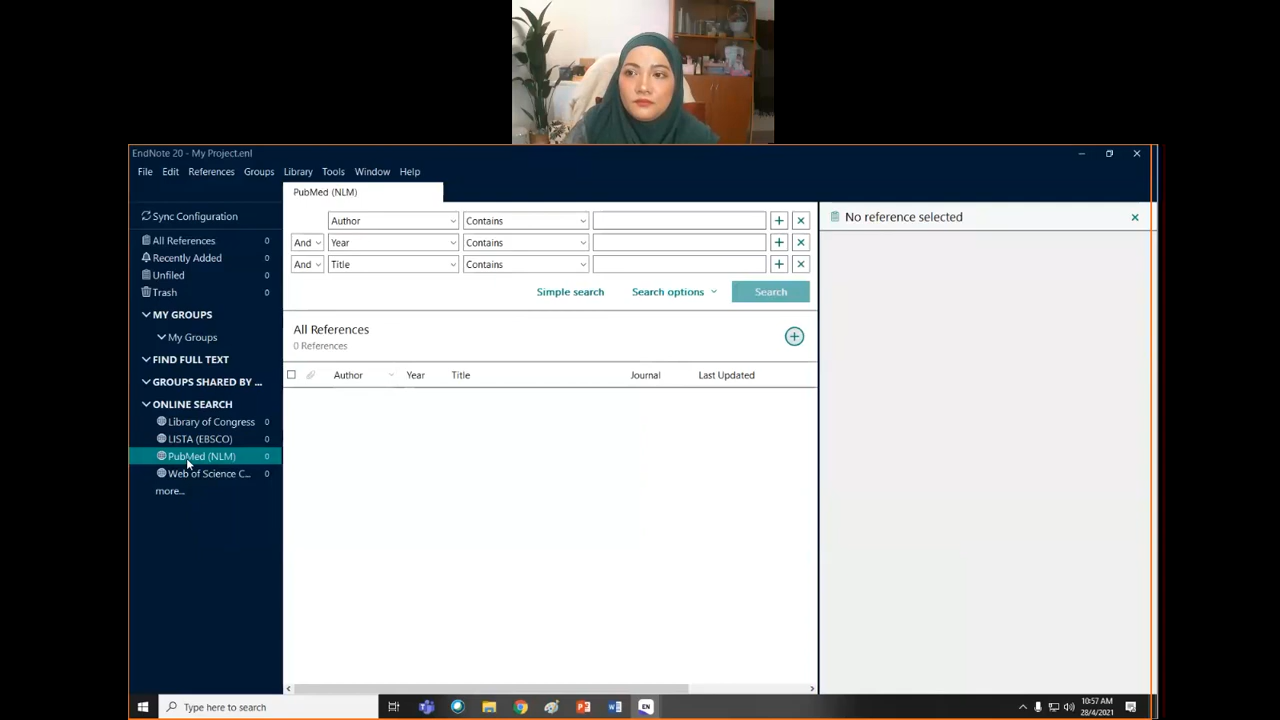 EndNote 20 - My Project.enl
File Edit References Groups Library Tools Window Help
PubMed (NLM)
Sync Configuration
All References 0
Recently Added 0
Unfiled 0
Trash 0
MY GROUPS
My Groups
FIND FULL TEXT
GROUPS SHARED BY ...
ONLINE SEARCH
Library of Congress 0
LISTA (EBSCO) 0
PubMed (NLM) 0
Web of Science C... 0
more...
Author Contains
And Year Contains
And Title Contains
Simple search Search options Search
All References
0 References
Author Year Title Journal Last Updated
No reference selected
Type here to search
EN
10:57 AM
28/4/2021